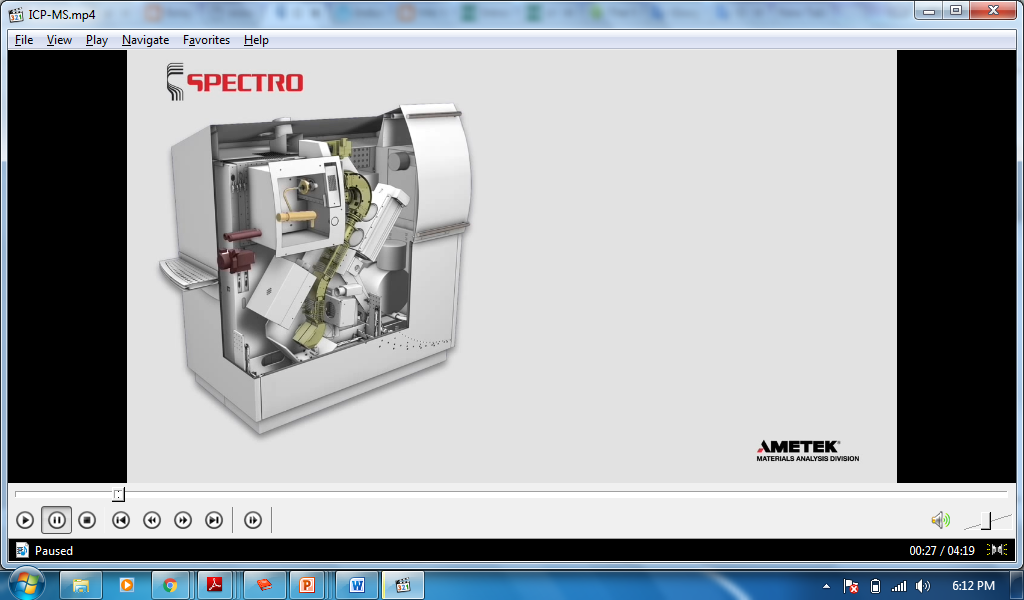 ICP-MS.mp4
File View Play Navigate Favorites Help
SPECTRO
AMETEK®
MATERIALS ANALYSIS DIVISION
Paused
00:27 / 04:19
6:12 PM